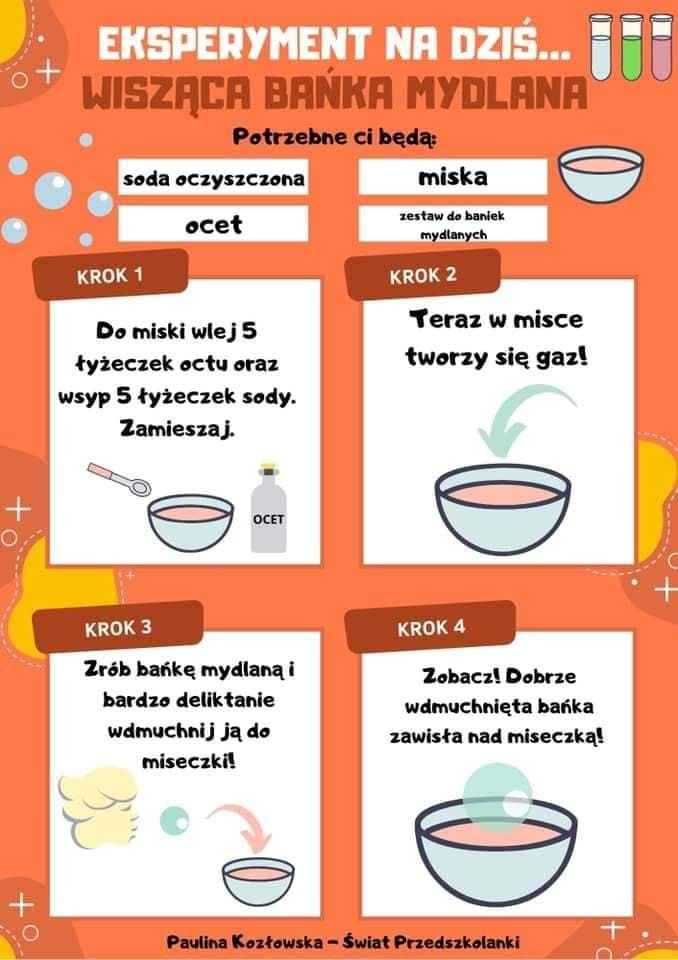 EKSPERYMENT NA DZIŚ...
WISZĄCA BAŃKA MYDLANA
Potrzebne ci będą:
soda oczyszczona
miska
ocet
zestaw do baniek
mydlanych
KROK 1
Do miski wlej 5
łyżeczek octu oraz
wsyp 5 łyżeczek sody.
Zamieszaj.
OCET
KROK 2
Teraz w misce
tworzy się gaz!
KROK 3
Zrób bańkę mydlaną i
bardzo deliktanie
wdmuchnij ją do
miseczki!
KROK 4
Zobacz! Dobrze
wdmuchnięta bańka
zawisła nad miseczką!
Paulina Kozłowska - Świat Przedszkolanki